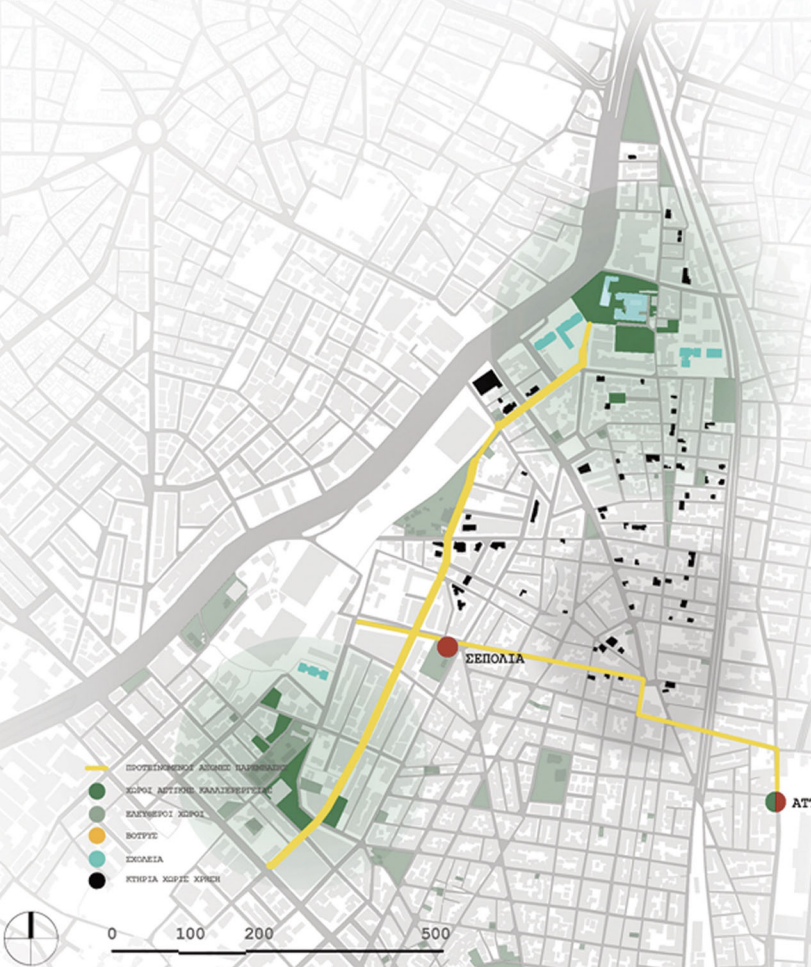 ΣΕΠΟΛΙΑ
ΠΡΟΤΕΙΝΟΜΕΝΟΙ ΑΞΟΝΕΣ ΠΑΡΕΜΒΑΣΗΣ
ΧΩΡΟΙ ΑΣΤΙΚΗΣ ΚΑΛΛΙΕΡΓΕΙΑΣ
ΑΤ
ΕΛΕΥΘΕΡΟΙ ΧΩΡΟΙ
ΒΟΤΡΥΣ
ΣΧΟΛΕΙΑ
ΚΤΗΡΙΑ ΧΩΡΙΣ ΧΡΗΣΗ
0 100 200 500